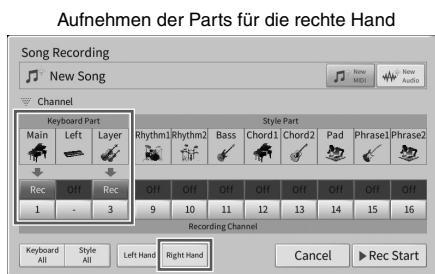 Aufnehmen der Parts für die rechte Hand
Song Recording
New Song
New MIDI
New Audio
Channel
Keyboard Part Style Part
Main Left Layer Rhythm1 Rhythm2 Bass Chord1 Chord2 Pad Phrase1 Phrase2
Rec Off Rec Off Off Off Off Off Off Off Off
1 - 3 9 10 11 12 13 14 15 16
Recording Channel
Keyboard All
Style All
Left Hand Right Hand Cancel Rec Start